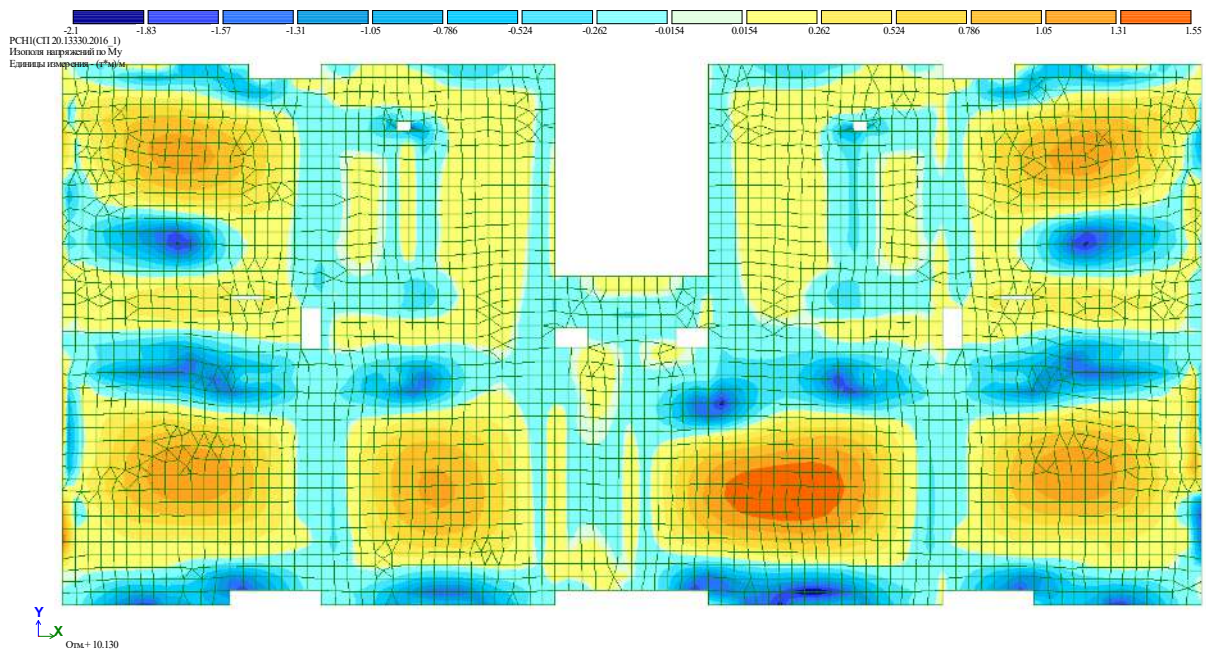 -2.1 -1.83 -1.57 -1.31 -1.05 -0.786 -0.524 -0.262 -0.0154 0.0154 0.262 0.524 0.786 1.05 1.31 1.55
РСН1(СП 20.13330.2016_1)
Изополя напряжений по My
Единицы измерения - (т*м)/м
Y
X
Отм.+ 10.130